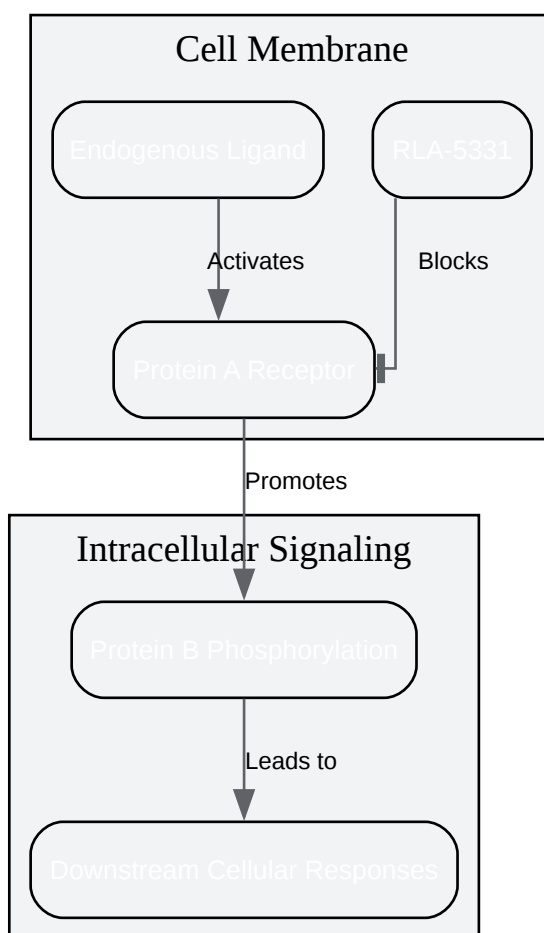 Cell Membrane
Endogenous Ligand
RLA-5331
Activates
Blocks
Protein A Receptor
Promotes
Intracellular Signaling
Protein B Phosphorylation
Leads to
Downstream Cellular Responses